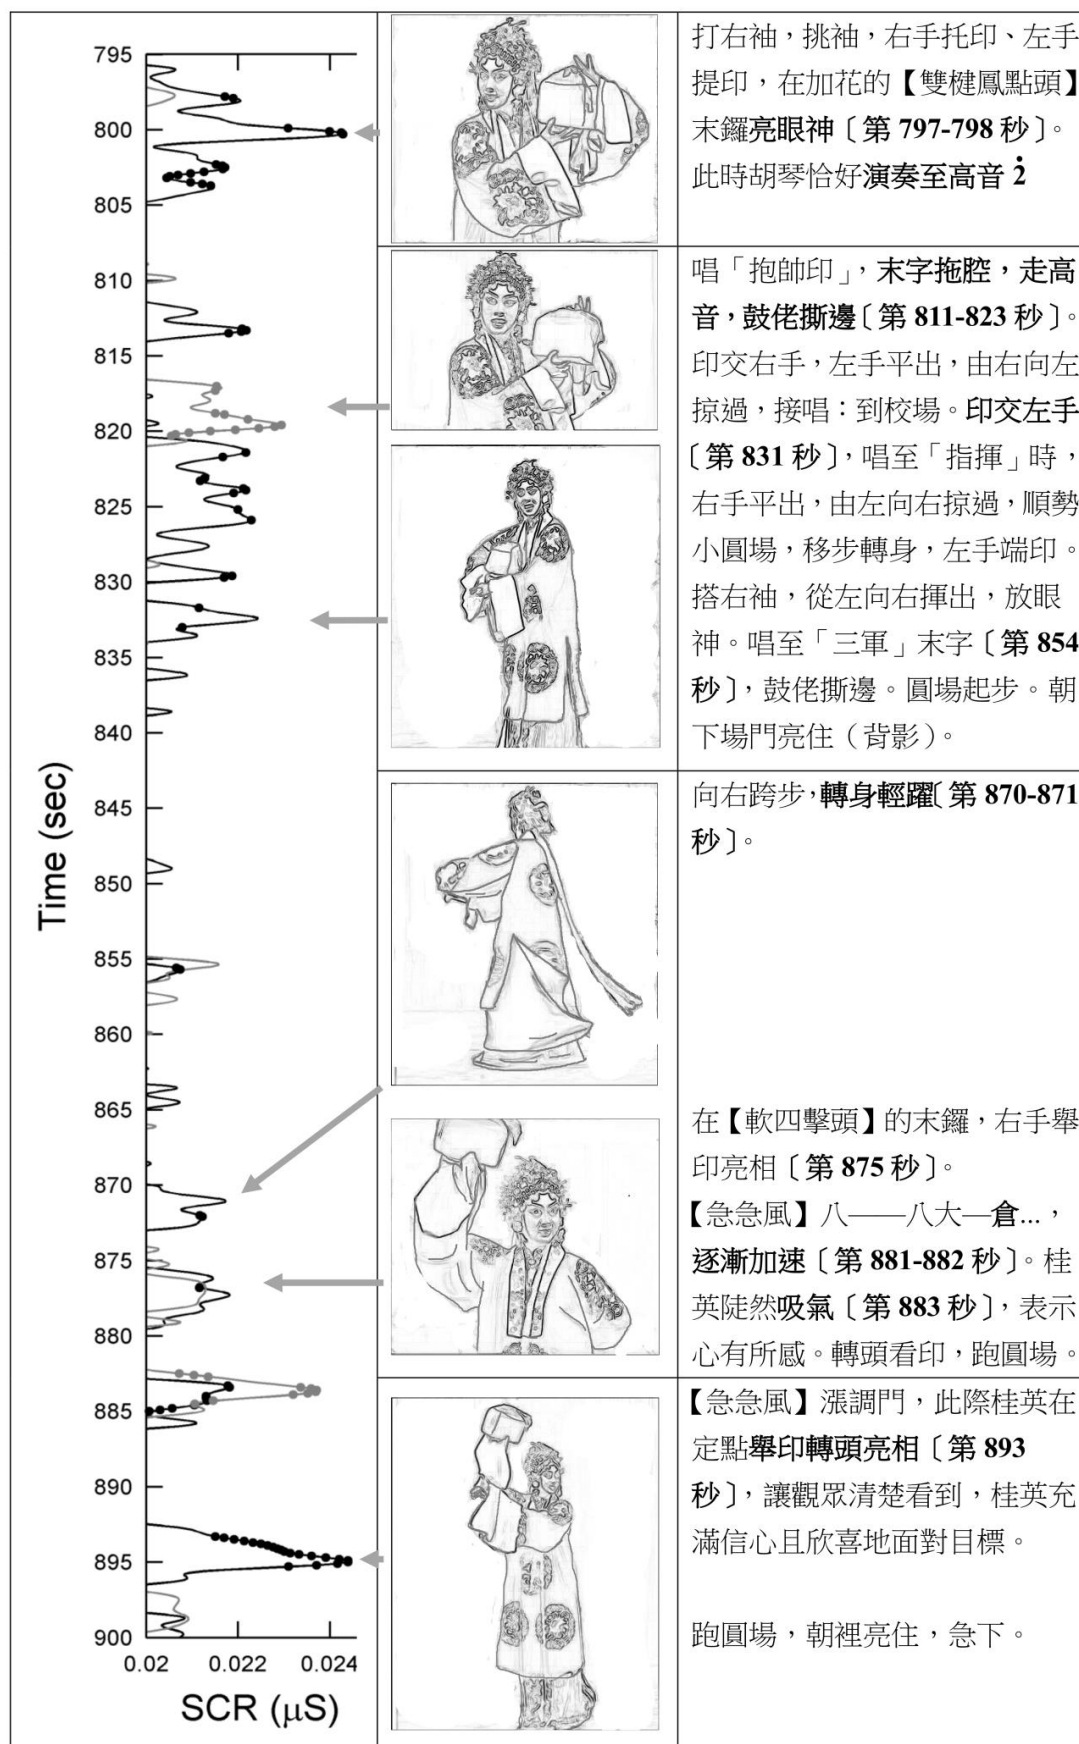 795
800
805
810
815
820
825
830
835
840
845
850
855
860
865
870
875
880
885
890
895
900
Time (sec)
0.02 0.022 0.024
SCR (μS)
打右袖，挑袖，右手托印、左手
提印，在加花的【雙楗鳳點頭】
末鑼亮眼神〔第 797-798 秒〕。
此時胡琴恰好演奏至高音 2̇
唱「抱帥印」，末字拖腔，走高
音，鼓佬撕邊〔第 811-823 秒〕。
印交右手，左手平出，由右向左
掠過，接唱：到校場。印交左手
〔第 831 秒〕，唱至「指揮」時，
右手平出，由左向右掠過，順勢
小圓場，移步轉身，左手端印。
搭右袖，從左向右揮出，放眼
神。唱至「三軍」末字〔第 854
秒〕，鼓佬撕邊。圓場起步。朝
下場門亮住（背影）。
向右跨步，轉身輕躍〔第 870-871
秒〕。
在【軟四擊頭】的末鑼，右手舉
印亮相〔第 875 秒〕。
【急急風】八——八大—倉...，
逐漸加速〔第 881-882 秒〕。桂
英陡然吸氣〔第 883 秒〕，表示
心有所感。轉頭看印，跑圓場。
【急急風】漲調門，此際桂英在
定點舉印轉頭亮相〔第 893
秒〕，讓觀眾清楚看到，桂英充
滿信心且欣喜地面對目標。
跑圓場，朝裡亮住，急下。